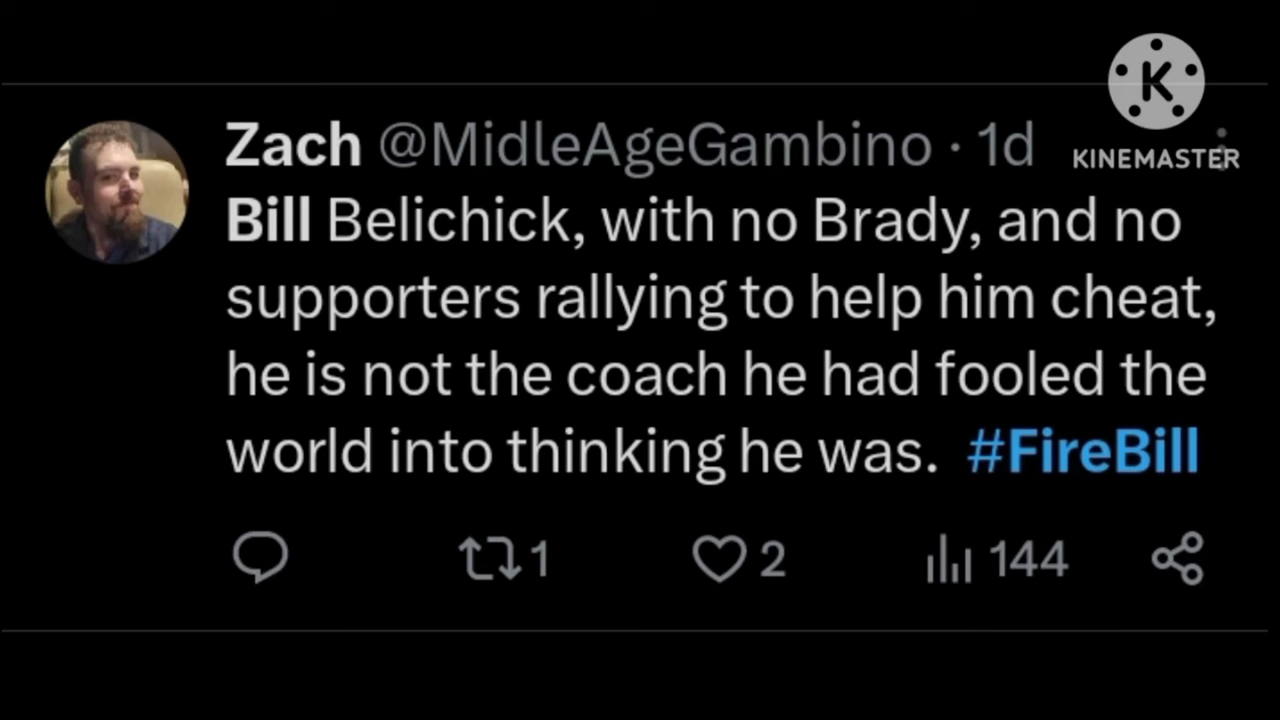 K
KINEMASTER
Zach @MidleAgeGambino · 1d
Bill Belichick, with no Brady, and no
supporters rallying to help him cheat,
he is not the coach he had fooled the
world into thinking he was. #FireBill
1 2 144